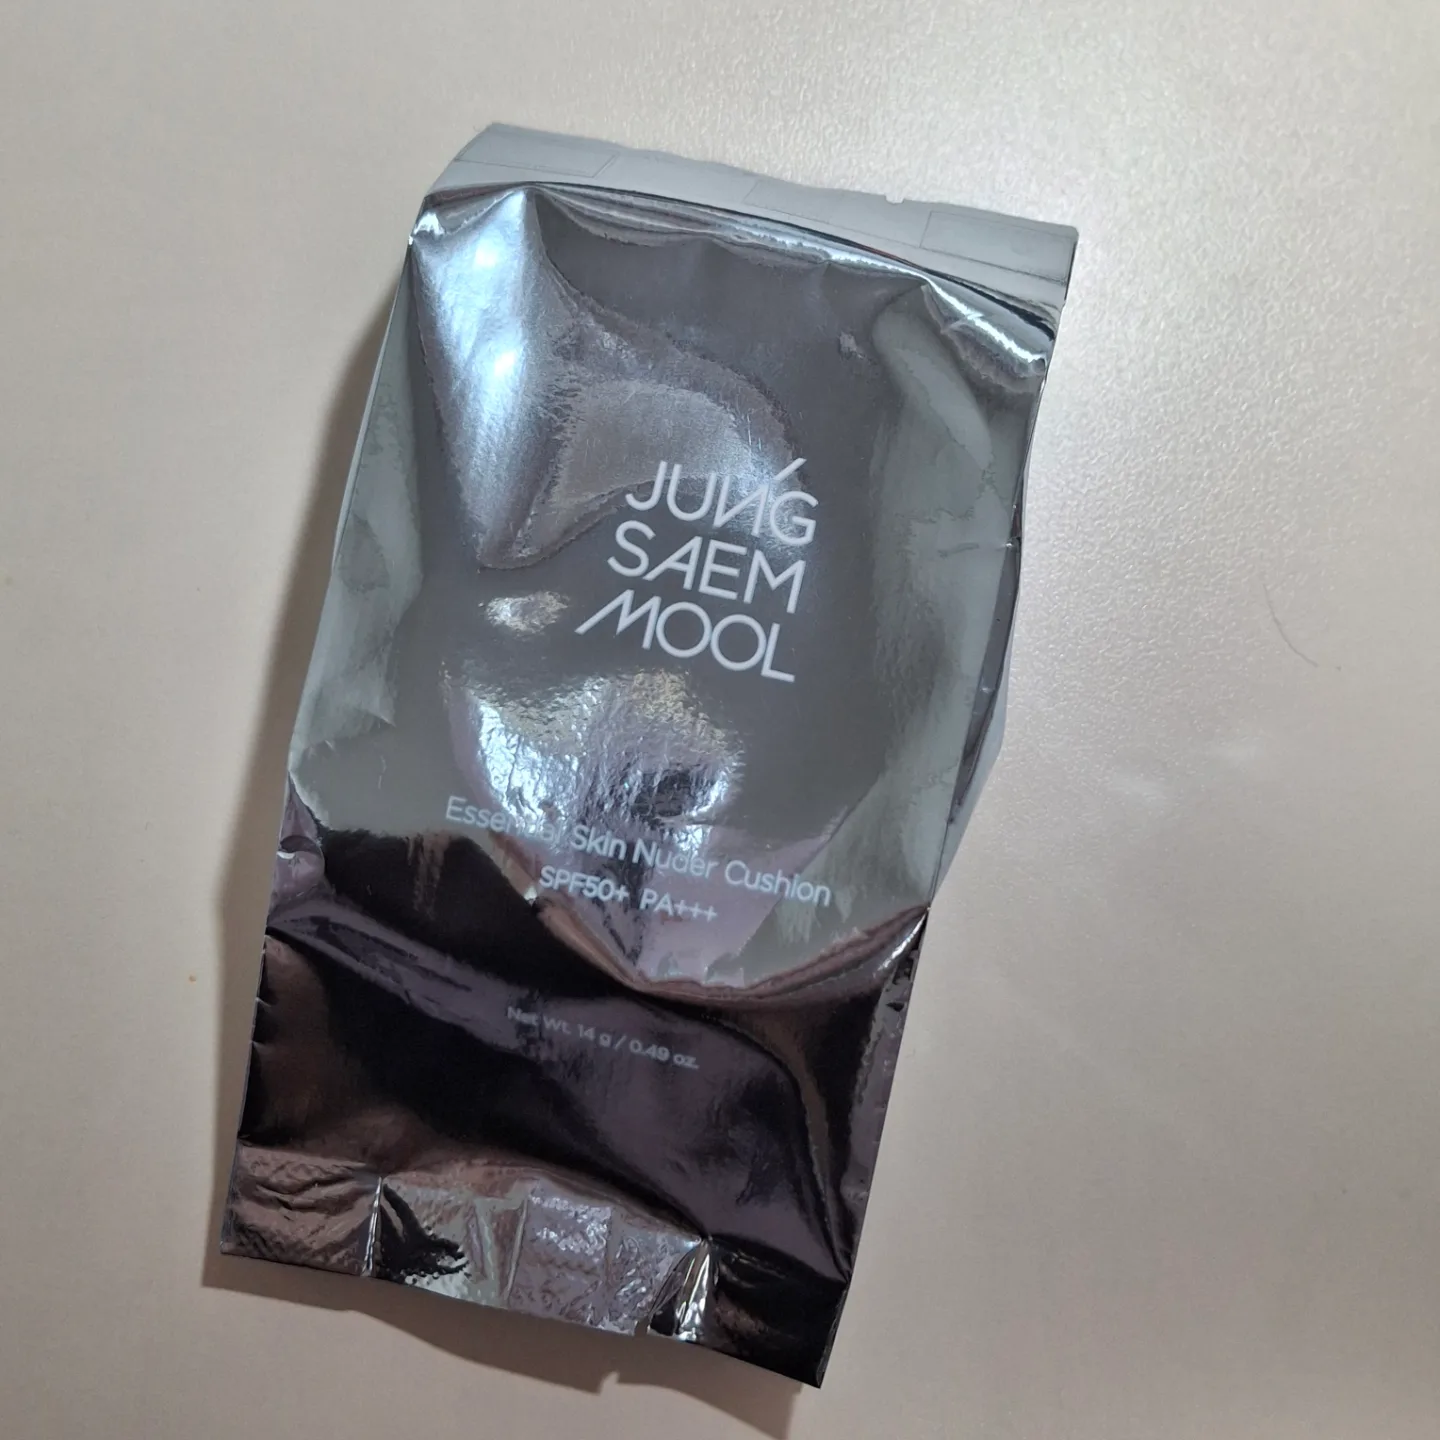 JUNG
SAEM
MOOL
Essential Skin Nuder Cushion
SPF50+ PA+++
Net Wt. 14 g / 0.49 oz.